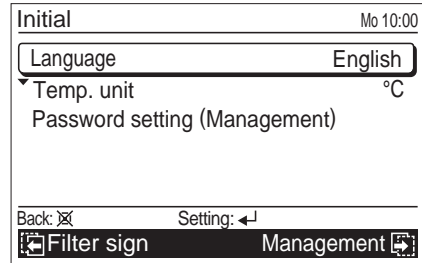 Initial Mo 10:00
Language English
Temp. unit °C
Password setting (Management)
Back: Setting:
Filter sign Management